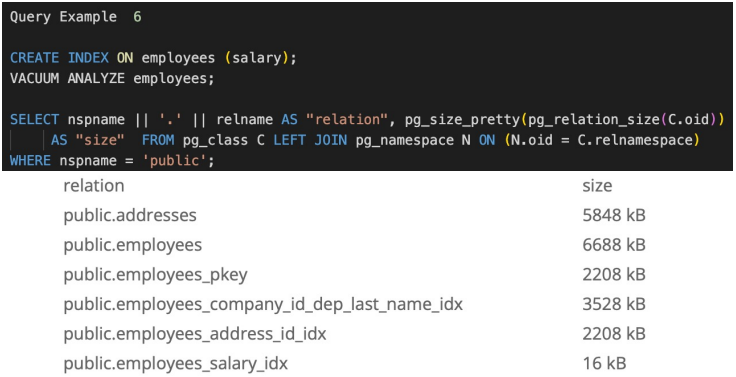 Query Example  6
CREATE INDEX ON employees (salary);
VACUUM ANALYZE employees;
SELECT nspname || '.' || relname AS "relation", pg_size_pretty(pg_relation_size(C.oid))
AS "size"  FROM pg_class C LEFT JOIN pg_namespace N ON (N.oid = C.relnamespace)
WHERE nspname = 'public';
relation size
public.addresses 5848 kB
public.employees 6688 kB
public.employees_pkey 2208 kB
public.employees_company_id_dep_last_name_idx 3528 kB
public.employees_address_id_idx 2208 kB
public.employees_salary_idx 16 kB